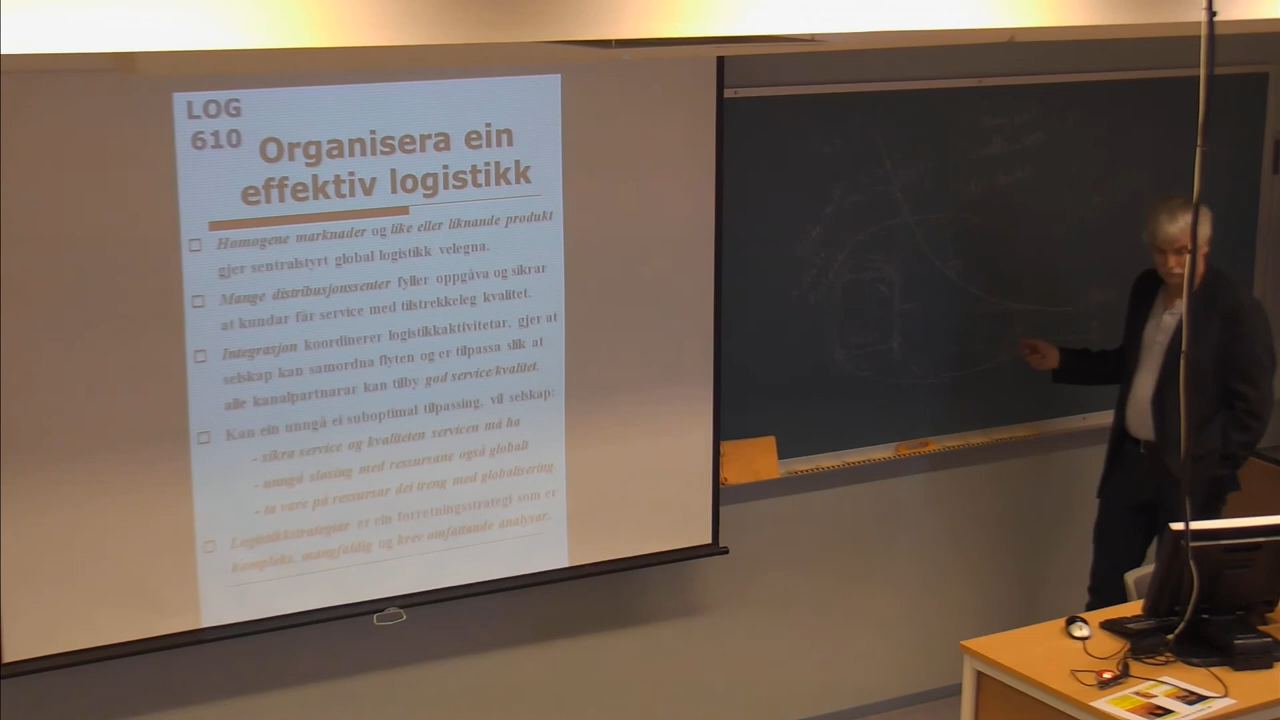 LOG
610
Organisera ein
effektiv logistikk
Homogene marknader og like eller liknande produkt
gjer sentralstyrt global logistikk velegna.
Mange distribusjonssenter fyller oppgåva og sikrar
at kundar får service med tilstrekkeleg kvalitet.
Integrasjon koordinerer logistikkaktivitetar, gjer at
selskap kan samordna flyten og er tilpassa slik at
alle kanalpartnarar kan tilby god service/kvalitet.
Kan ein unngå ei suboptimal tilpassing, vil selskap:
- sikra service og kvaliteten servicen må ha
- unngå sløsing med ressursane også globalt
- ta vare på ressursar dei treng med globalisering
Logistikkstrategiar er ein forretningsstrategi som er
kompleks, mangfaldig og krev omfattande analysar.